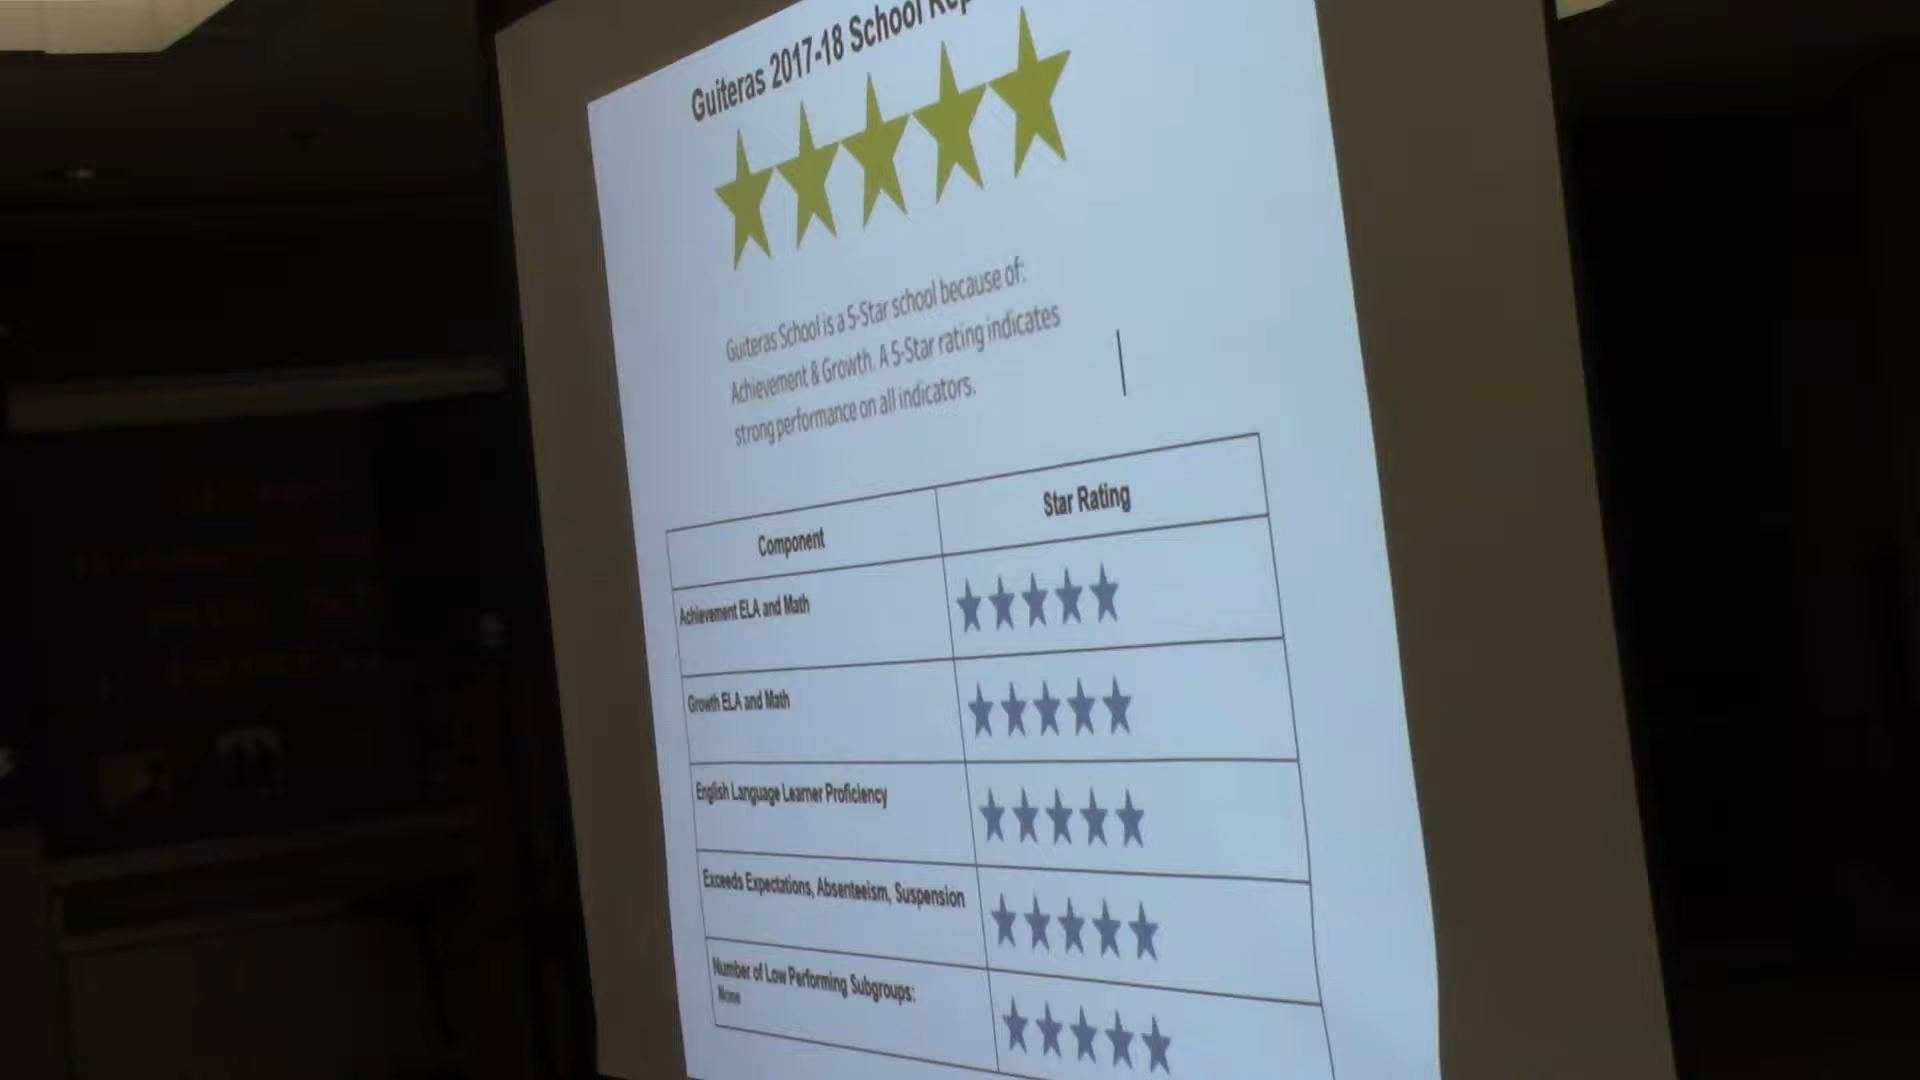 Guiteras 2017-18 School
Guiteras School is a 5-Star school because of:
Achievement & Growth. A 5-Star rating indicates
strong performance on all indicators.
Component
Star Rating
Achievement ELA and Math
Growth ELA and Math
English Language Learner Proficiency
Exceeds Expectations, Absenteeism, Suspension
Number of Low Performing Subgroups:
None